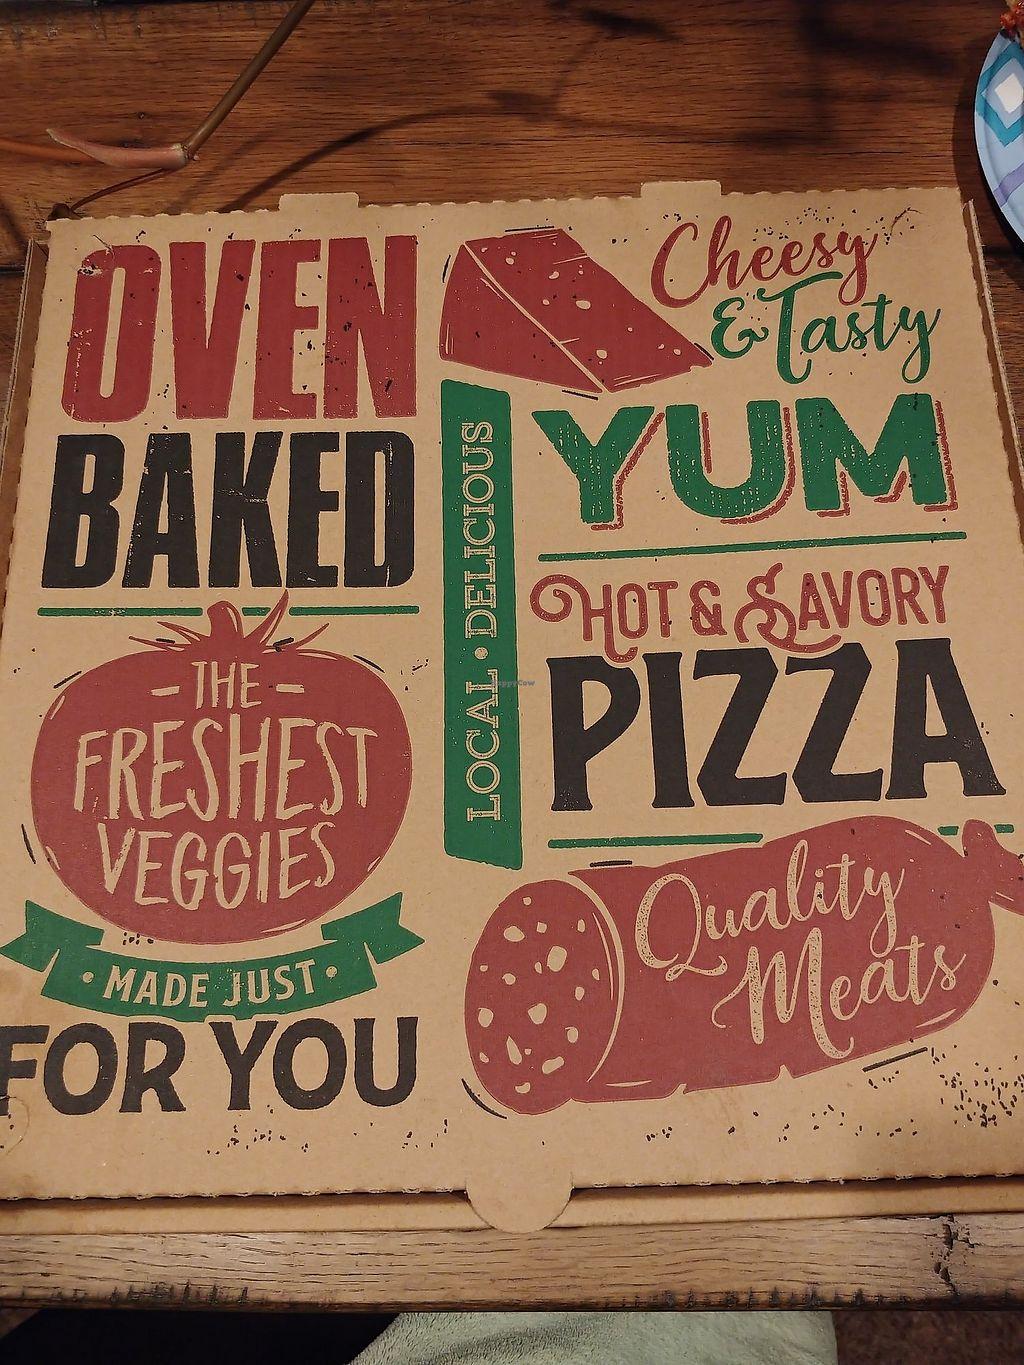 OVEN
BAKED
- THE -
FRESHEST
VEGGIES
• MADE JUST •
FOR YOU
LOCAL • DELICIOUS
Cheesy
& Tasty
YUM
HOT & SAVORY
PIZZA
Quality
Meats
HappyCow